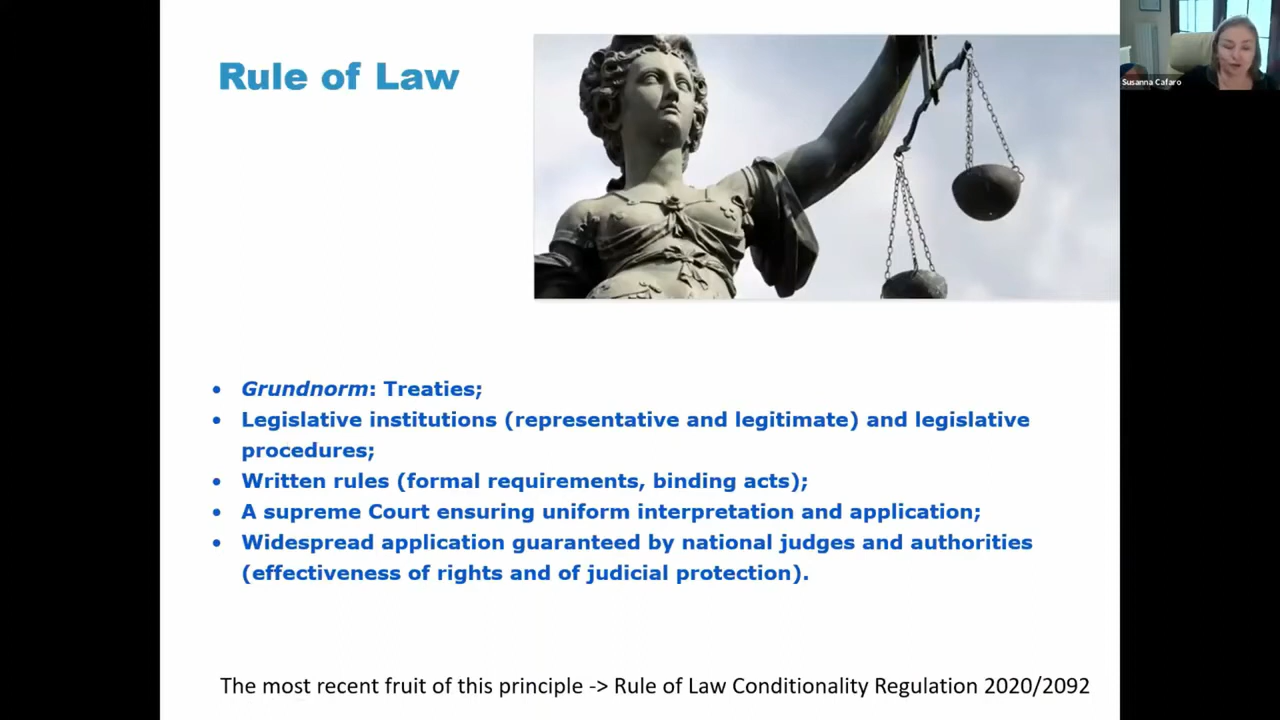 Rule of Law
Susanna Cafaro
• Grundnorm: Treaties;
• Legislative institutions (representative and legitimate) and legislative
procedures;
• Written rules (formal requirements, binding acts);
• A supreme Court ensuring uniform interpretation and application;
• Widespread application guaranteed by national judges and authorities
(effectiveness of rights and of judicial protection).
The most recent fruit of this principle -> Rule of Law Conditionality Regulation 2020/2092